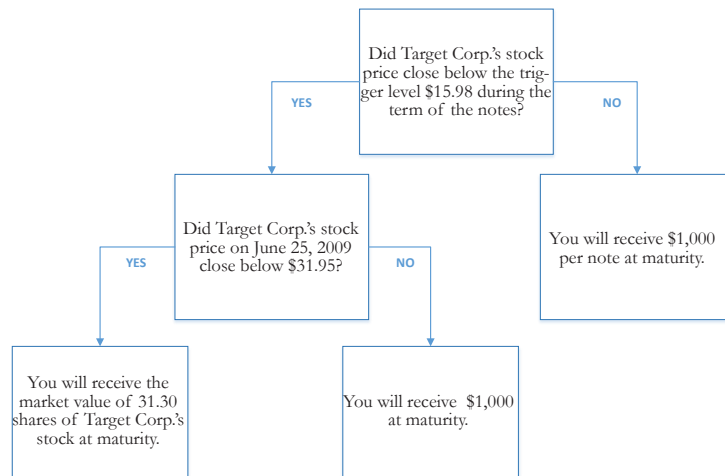 Did Target Corp.'s stock
price close below the trig-
ger level $15.98 during the
term of the notes?
YES
NO
Did Target Corp.'s stock
price on June 25, 2009
close below $31.95?
You will receive $1,000
per note at maturity.
YES
NO
You will receive the
market value of 31.30
shares of Target Corp.'s
stock at maturity.
You will receive $1,000
at maturity.